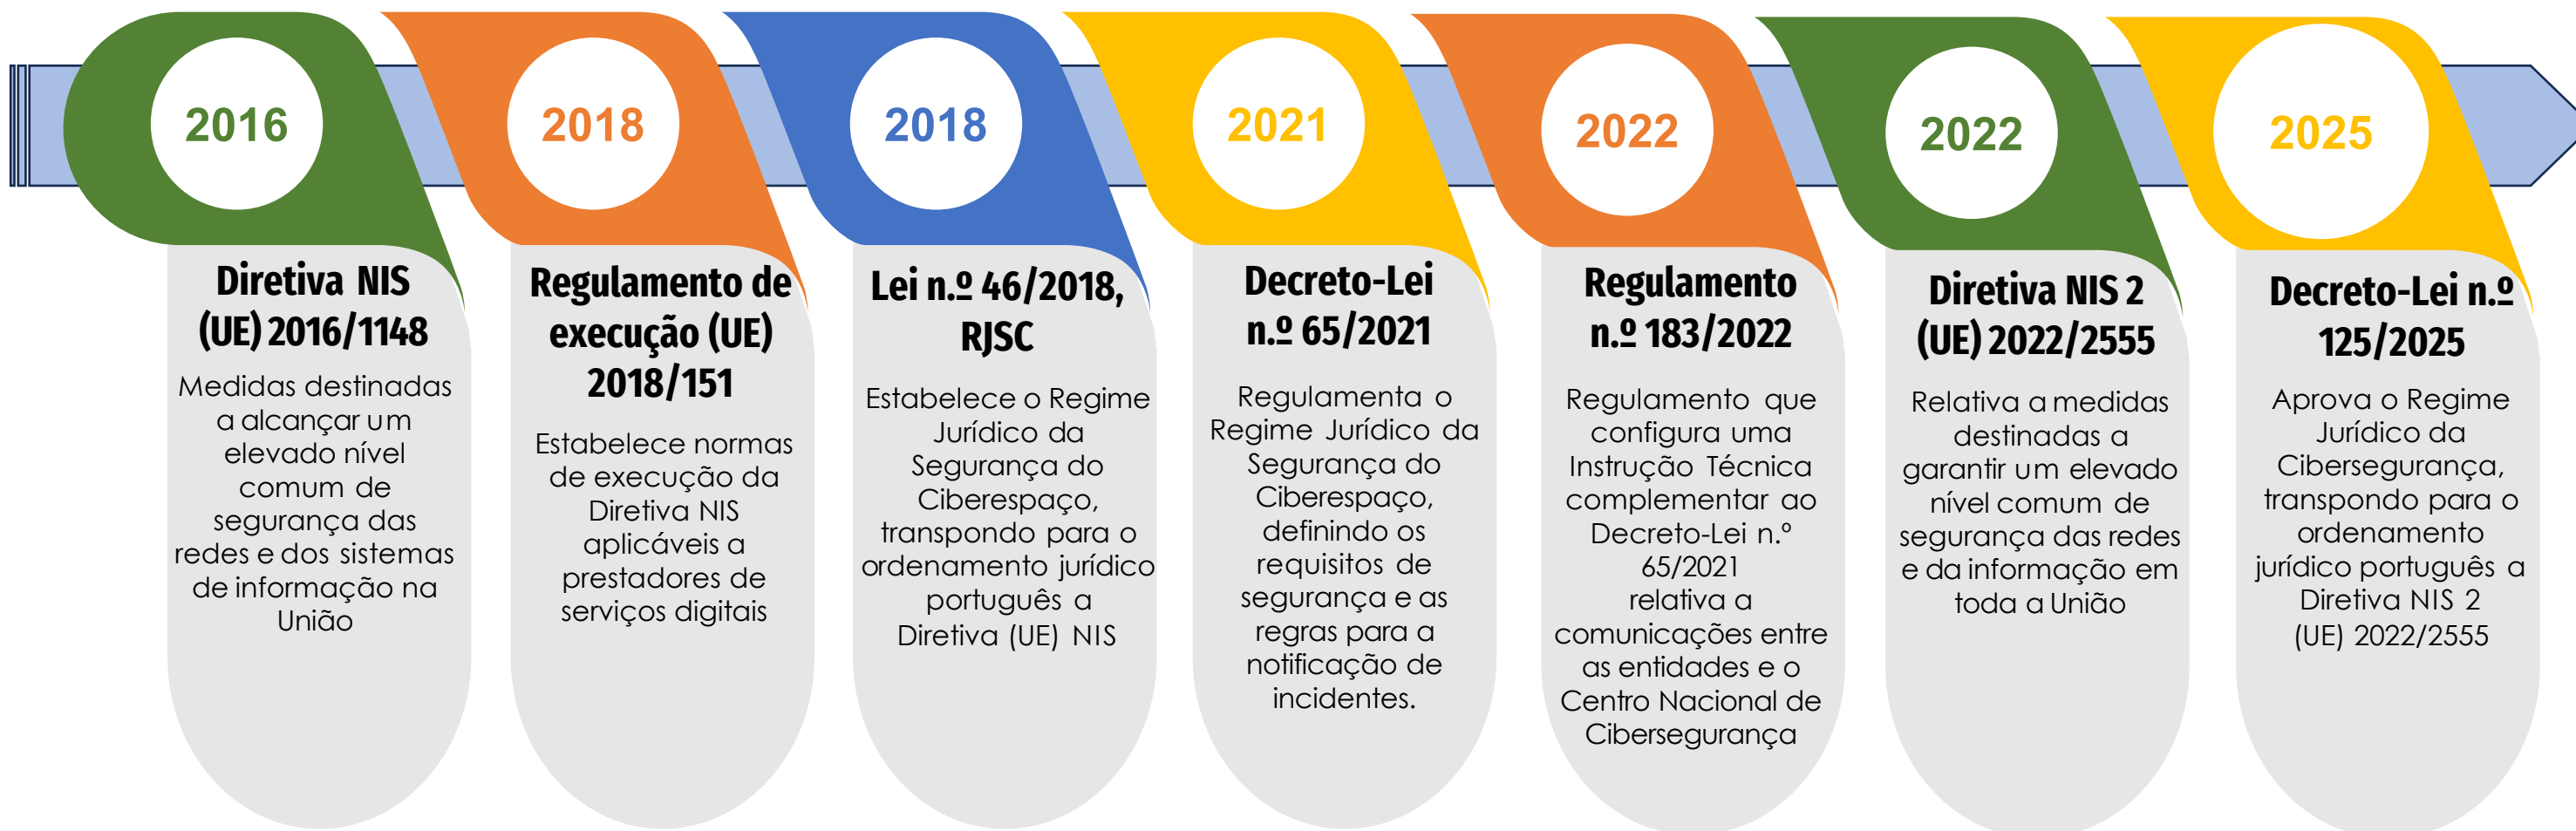 2016
Diretiva NIS
(UE) 2016/1148
Medidas destinadas
a alcançar um
elevado nível
comum de
segurança das
redes e dos sistemas
de informação na
União
2018
Regulamento de
execução (UE)
2018/151
Estabelece normas
de execução da
Diretiva NIS
aplicáveis a
prestadores de
serviços digitais
2018
Lei n.º 46/2018,
RJSC
Estabelece o Regime
Jurídico da
Segurança do
Ciberespaço,
transpondo para o
ordenamento jurídico
português a
Diretiva (UE) NIS
2021
Decreto-Lei
n.º 65/2021
Regulamenta o
Regime Jurídico da
Segurança do
Ciberespaço,
definindo os
requisitos de
segurança e as
regras para a
notificação de
incidentes.
2022
Regulamento
n.º 183/2022
Regulamento que
configura uma
Instrução Técnica
complementar ao
Decreto-Lei n.º
65/2021
relativa a
comunicações entre
as entidades e o
Centro Nacional de
Cibersegurança
2022
Diretiva NIS 2
(UE) 2022/2555
Relativa a medidas
destinadas a
garantir um elevado
nível comum de
segurança das redes
e da informação em
toda a União
2025
Decreto-Lei n.º
125/2025
Aprova o Regime
Jurídico da
Cibersegurança,
transpondo para o
ordenamento
jurídico português a
Diretiva NIS 2
(UE) 2022/2555